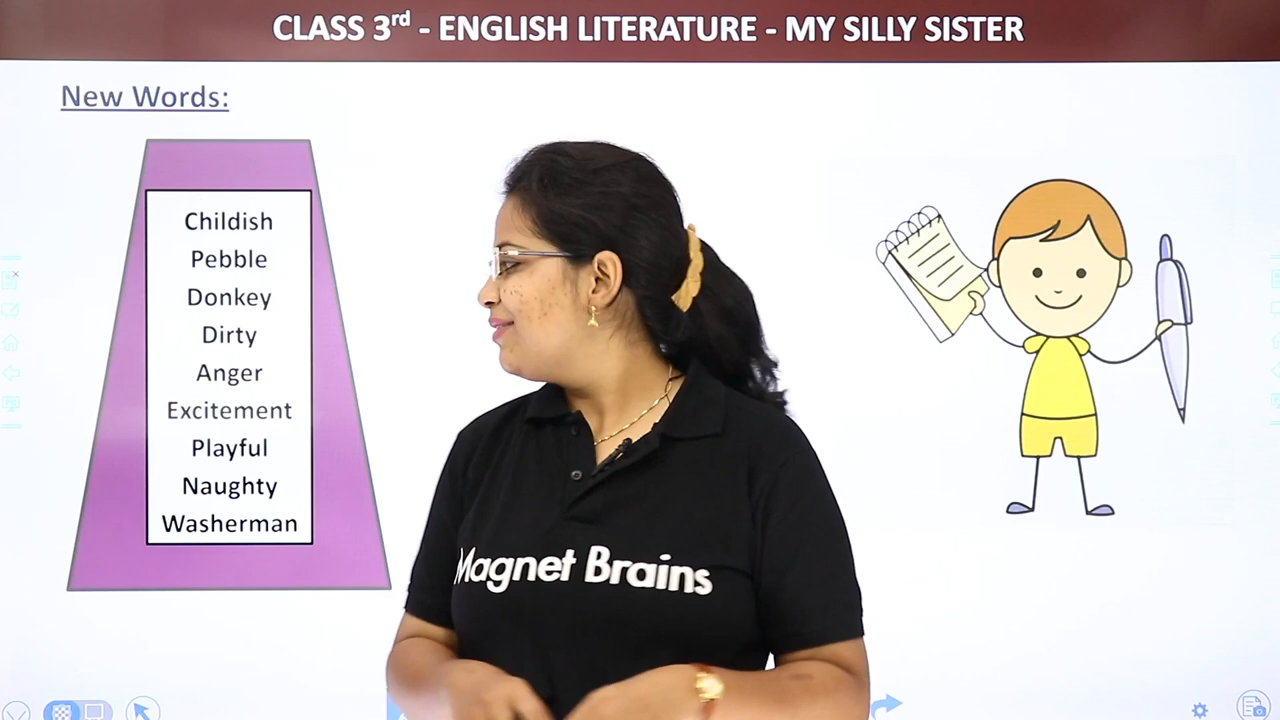 CLASS 3rd - ENGLISH LITERATURE - MY SILLY SISTER
New Words:
Childish
Pebble
Donkey
Dirty
Anger
Excitement
Playful
Naughty
Washerman
Magnet Brains